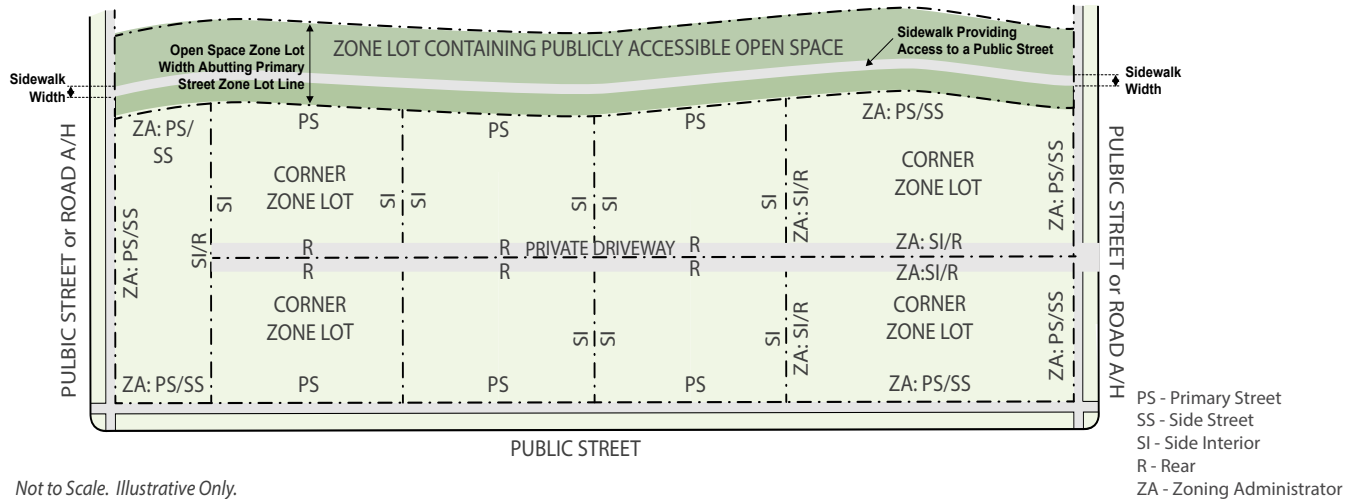 Open Space Zone Lot
Width Abutting Primary
Street Zone Lot Line
ZONE LOT CONTAINING PUBLICLY ACCESSIBLE OPEN SPACE
Sidewalk Providing
Access to a Public Street
Sidewalk
Width
Sidewalk
Width
ZA: PS/
SS
PS
PS
PS
ZA: PS/SS
PULBIC STREET or ROAD A/H
ZA: PS/SS
SI/R
SI
CORNER
ZONE LOT
SI
SI
SI
SI
SI
ZA: SI/R
CORNER
ZONE LOT
ZA: PS/SS
PULBIC STREET or ROAD A/H
R
R
PRIVATE DRIVEWAY
R
ZA: SI/R
R
R
R
ZA:SI/R
CORNER
ZONE LOT
SI
SI
SI
ZA: SI/R
CORNER
ZONE LOT
ZA: PS/SS
ZA: PS/SS
PS
PS
PS
ZA: PS/SS
PUBLIC STREET
PS - Primary Street
SS - Side Street
SI - Side Interior
R - Rear
ZA - Zoning Administrator
Not to Scale. Illustrative Only.